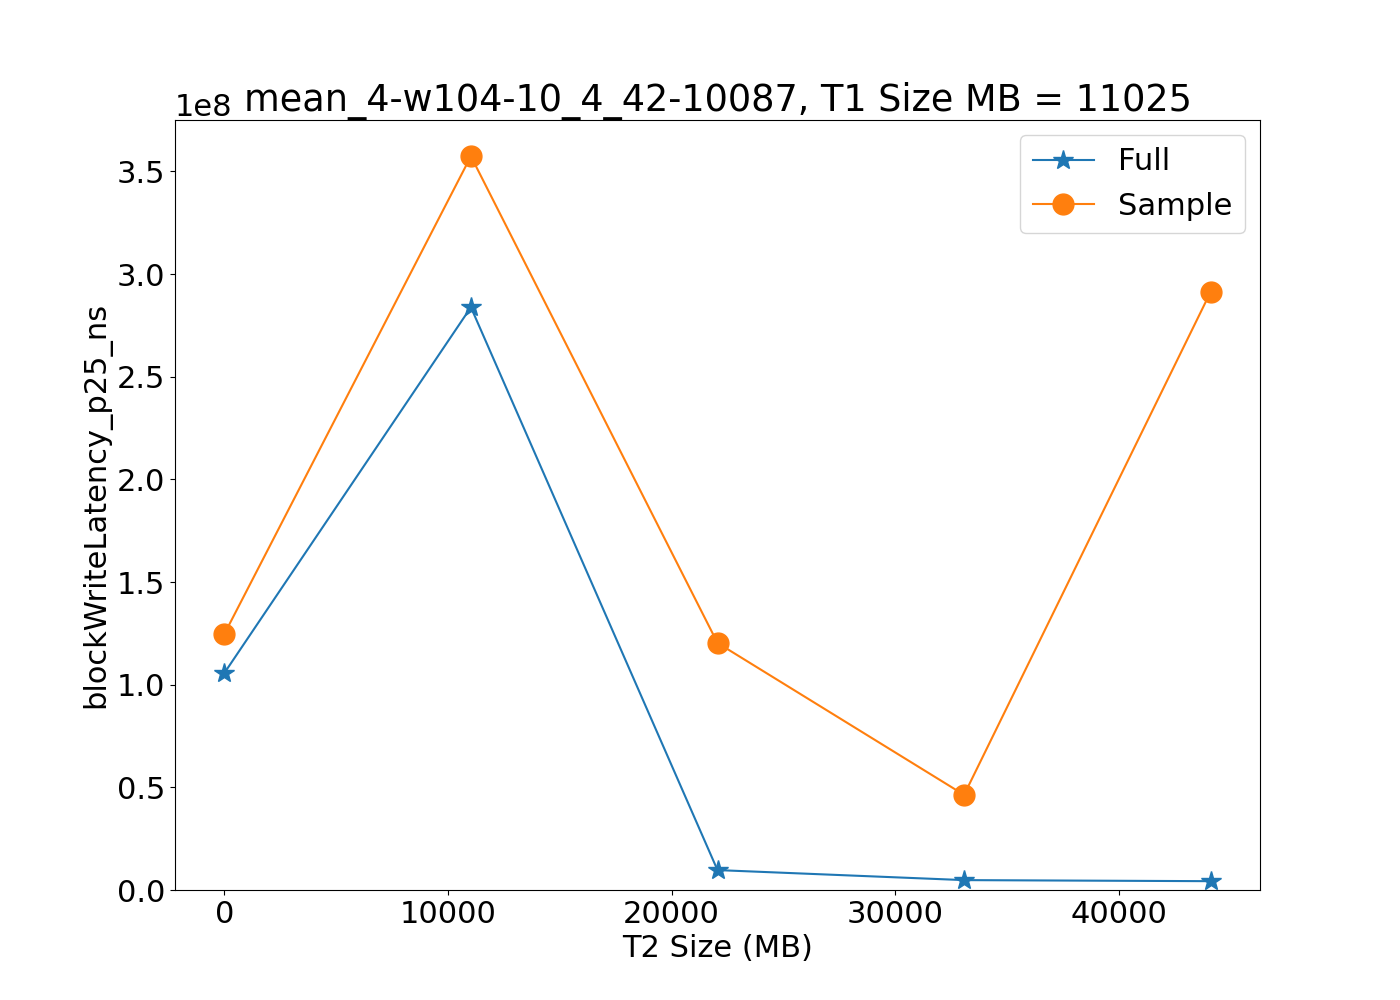 1e8
mean_4-w104-10_4_42-10087, T1 Size MB = 11025
Full
Sample
blockWriteLatency_p25_ns
3.5
3.0
2.5
2.0
1.5
1.0
0.5
0.0
0 10000 20000 30000 40000
T2 Size (MB)